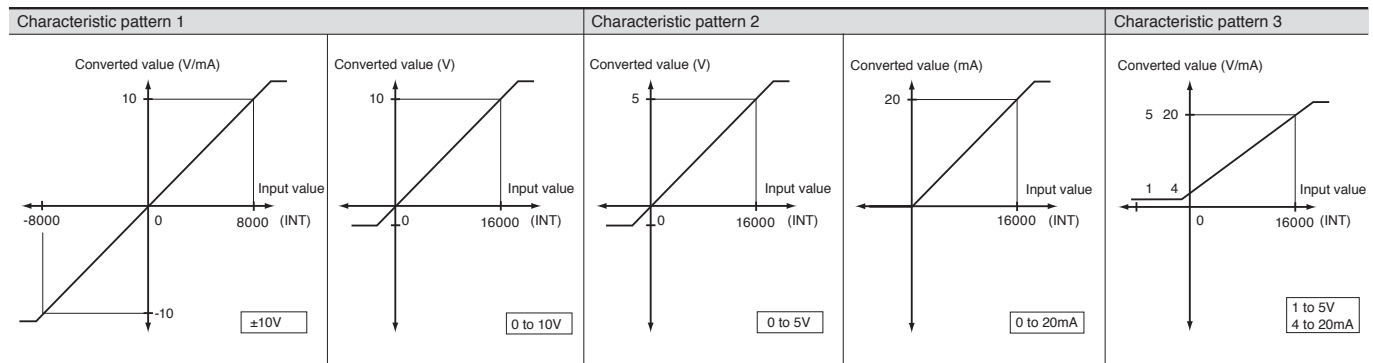 Characteristic pattern 1
Characteristic pattern 2
Characteristic pattern 3
Converted value (V/mA)
10
Input value
-8000
0
8000 (INT)
-10
±10V
Converted value (V)
10
Input value
0
16000 (INT)
0 to 10V
Converted value (V)
5
Input value
0
16000 (INT)
0 to 5V
Converted value (mA)
20
Input value
16000 (INT)
0 to 20mA
Converted value (V/mA)
5 20
1 4
Input value
0
16000 (INT)
1 to 5V
4 to 20mA